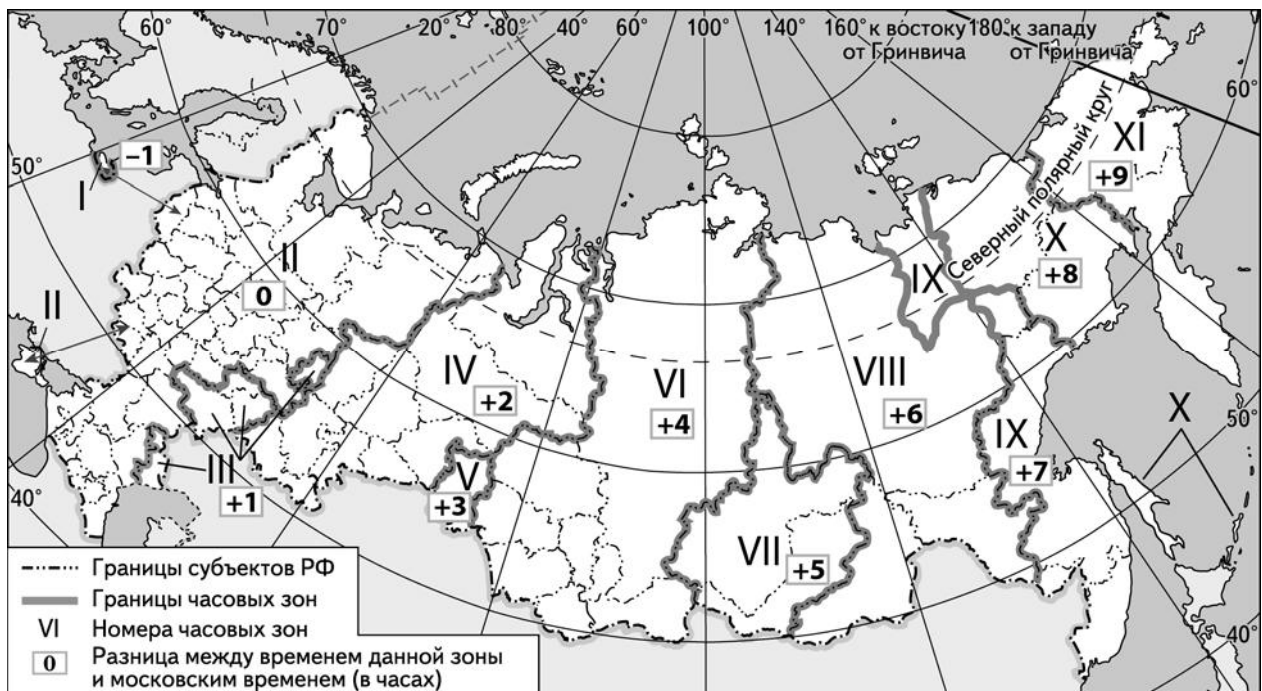 60° 70° 20° 40° 60° 80° 100° 140° 160° к востоку от Гринвича 180° к западу от Гринвича
60°
50°
–1
I
Северный полярный круг
XI
+9
II
0
X
+8
IX
II
IV
+2
VI
+4
VIII
+6
X
50°
IX
+7
III
+1
V
+3
40°
VII
+5
40°
Границы субъектов РФ
Границы часовых зон
VI Номера часовых зон
0 Разница между временем данной зоны
и московским временем (в часах)